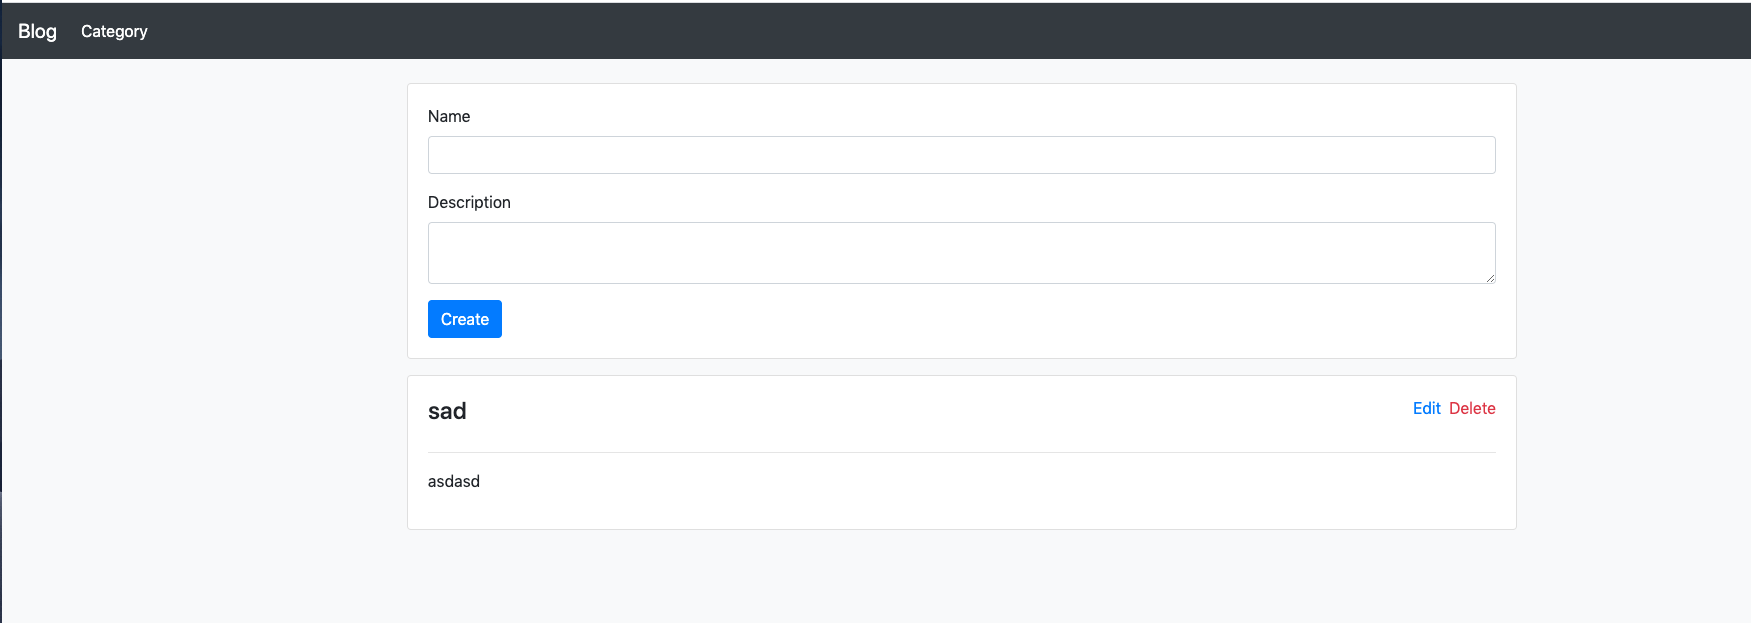 Blog Category
Name
Description
Create
sad Edit Delete
asdasd